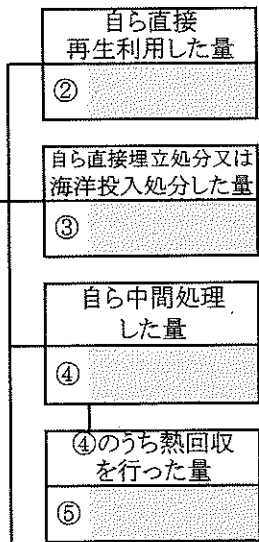 自ら直接
再生利用した量
②
自ら直接埋立処分又は
海洋投入処分した量
③
自ら中間処理
した量
④
④のうち熱回収
を行った量
⑤